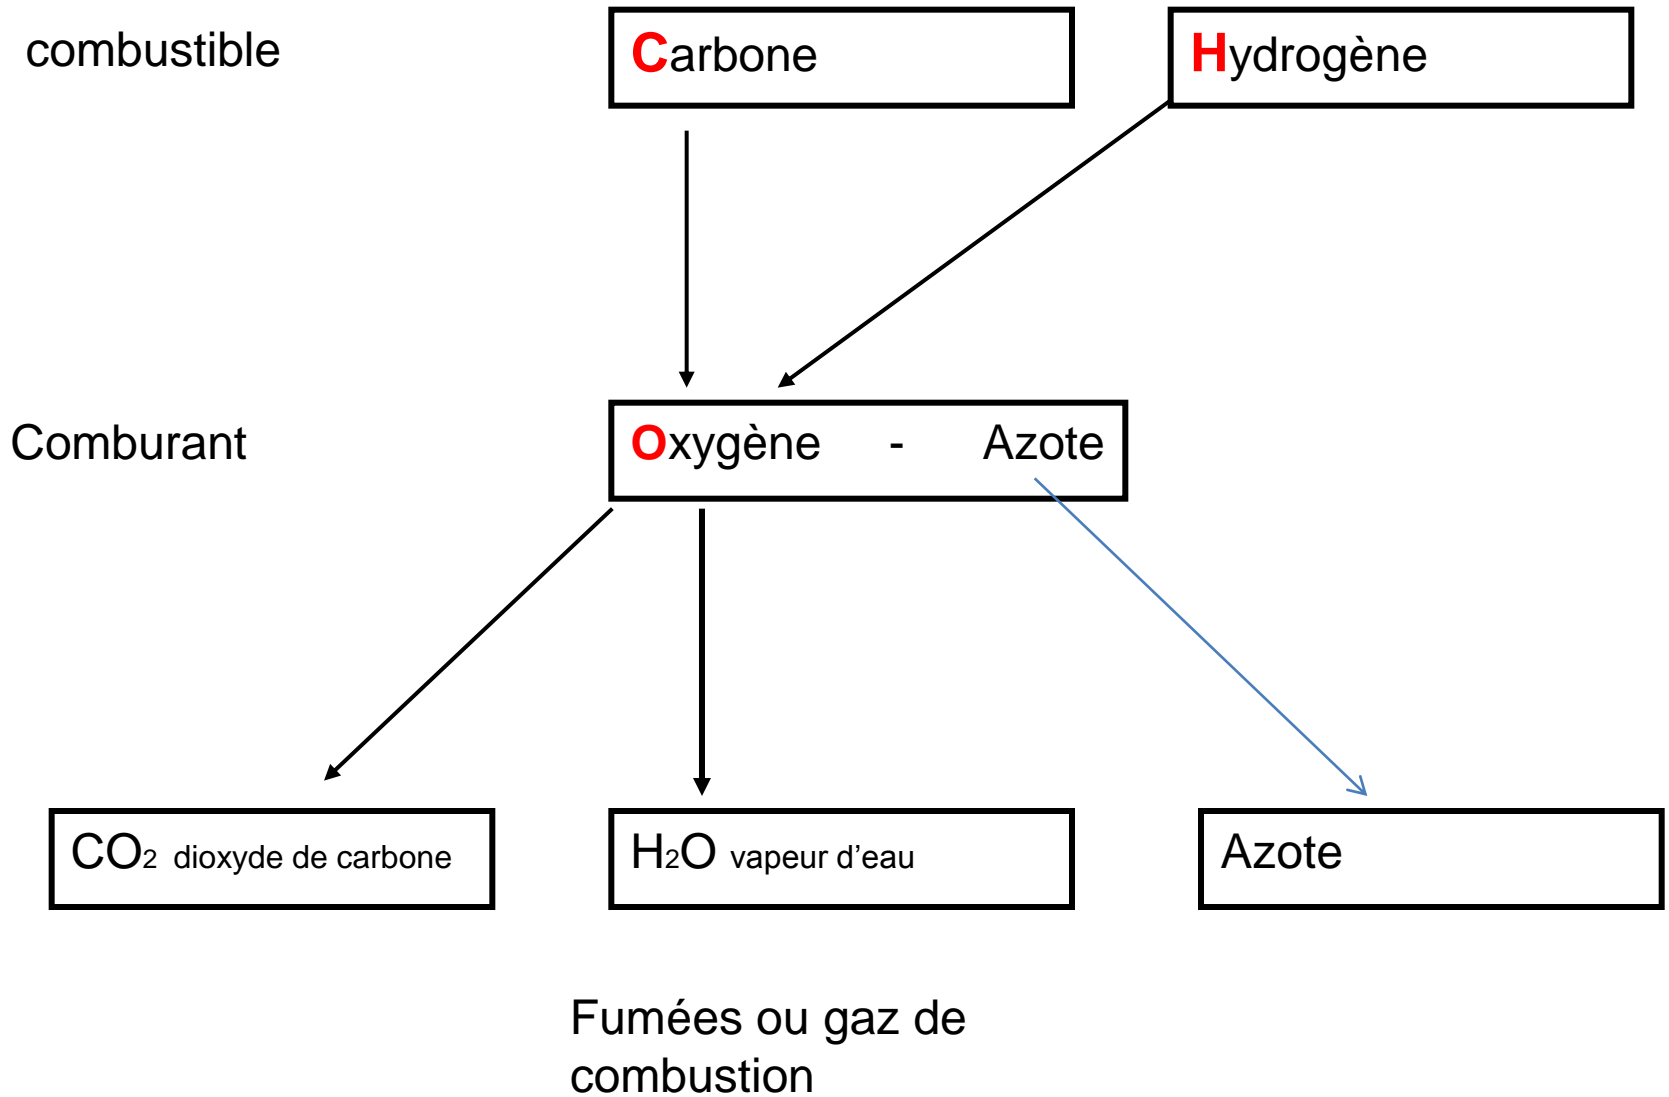 combustible
Carbone
Hydrogène
Comburant
Oxygène - Azote
CO2 dioxyde de carbone
H2O vapeur d’eau
Azote
Fumées ou gaz de
combustion